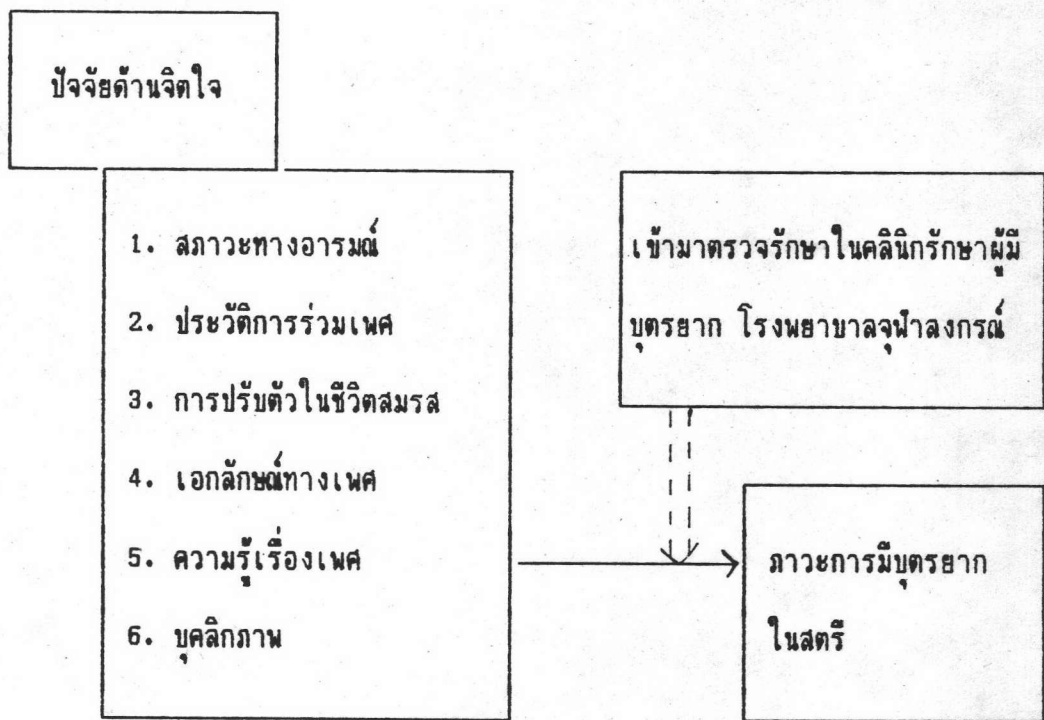 ปัจจัยด้านจิตใจ
1. สภาวะทางอารมณ์
2. ประวัติการร่วมเพศ
3. การปรับตัวในชีวิตสมรส
4. เอกลักษณ์ทางเพศ
5. ความรู้เรื่องเพศ
6. บุคลิกภาพ
เข้ามาตรวจรักษาในคลินิกรักษาผู้มี
บุตรยาก โรงพยาบาลจุฬาลงกรณ์
ภาวะการมีบุตรยาก
ในสตรี